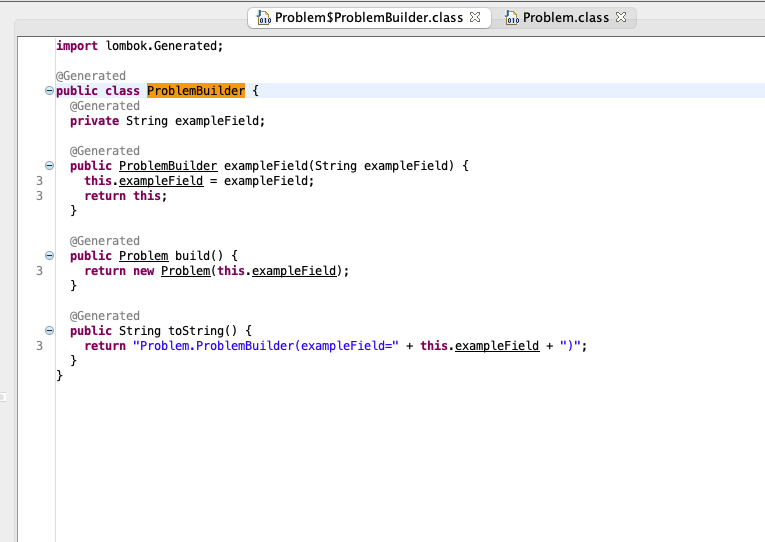 Problem$ProblemBuilder.class Problem.class
import lombok.Generated;
@Generated
public class ProblemBuilder {
@Generated
private String exampleField;
@Generated
public ProblemBuilder exampleField(String exampleField) {
3 this.exampleField = exampleField;
3 return this;
}
@Generated
public Problem build() {
3 return new Problem(this.exampleField);
}
@Generated
public String toString() {
3 return "Problem.ProblemBuilder(exampleField=" + this.exampleField + ")";
}
}